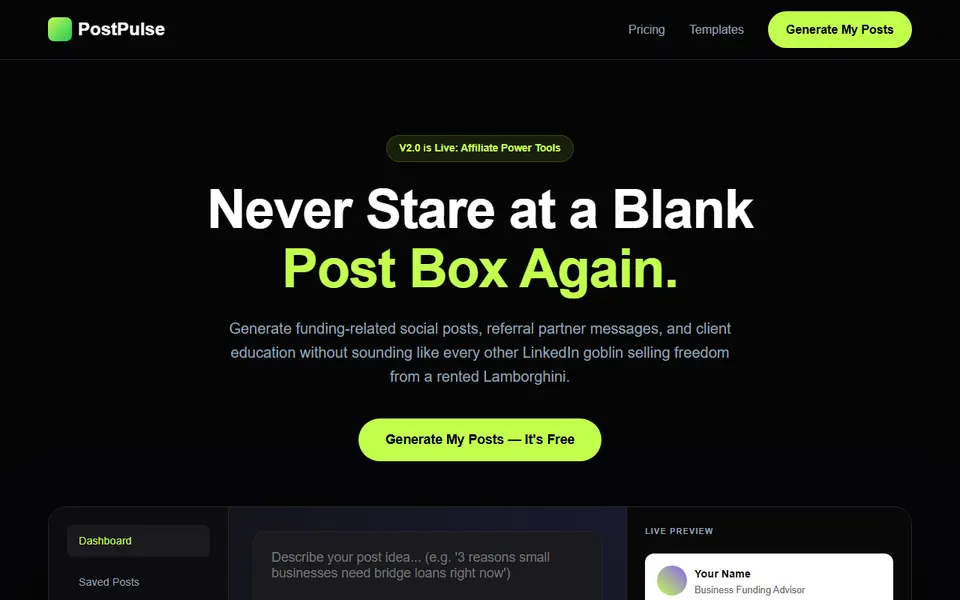 PostPulse
Pricing
Templates
Generate My Posts
V2.0 is Live: Affiliate Power Tools
Never Stare at a Blank
Post Box Again.
Generate funding-related social posts, referral partner messages, and client
education without sounding like every other LinkedIn goblin selling freedom
from a rented Lamborghini.
Generate My Posts — It's Free
Dashboard
Saved Posts
Describe your post idea... (e.g. '3 reasons small
businesses need bridge loans right now')
LIVE PREVIEW
Your Name
Business Funding Advisor